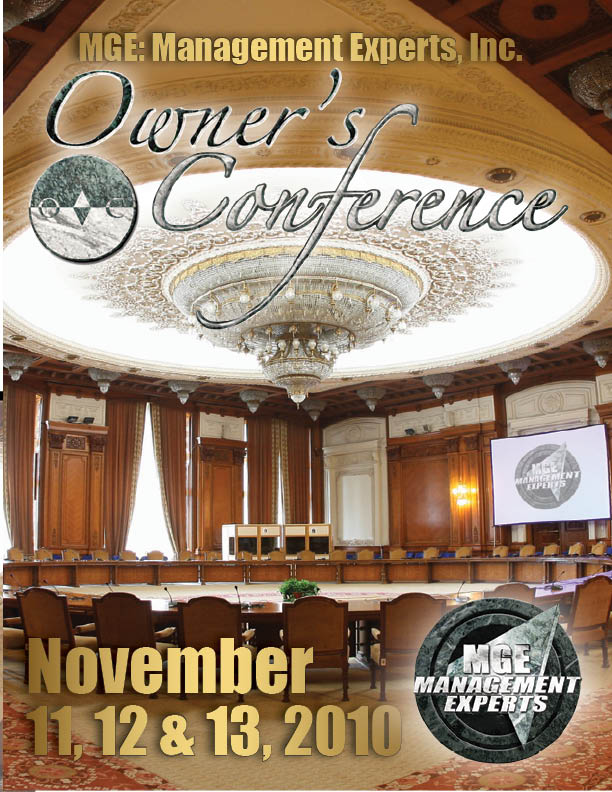 MGE: Management Experts, Inc.
Owner's
Conference
O C
MGE
MANAGEMENT
EXPERTS
November
11, 12 & 13, 2010
MGE
MANAGEMENT
EXPERTS